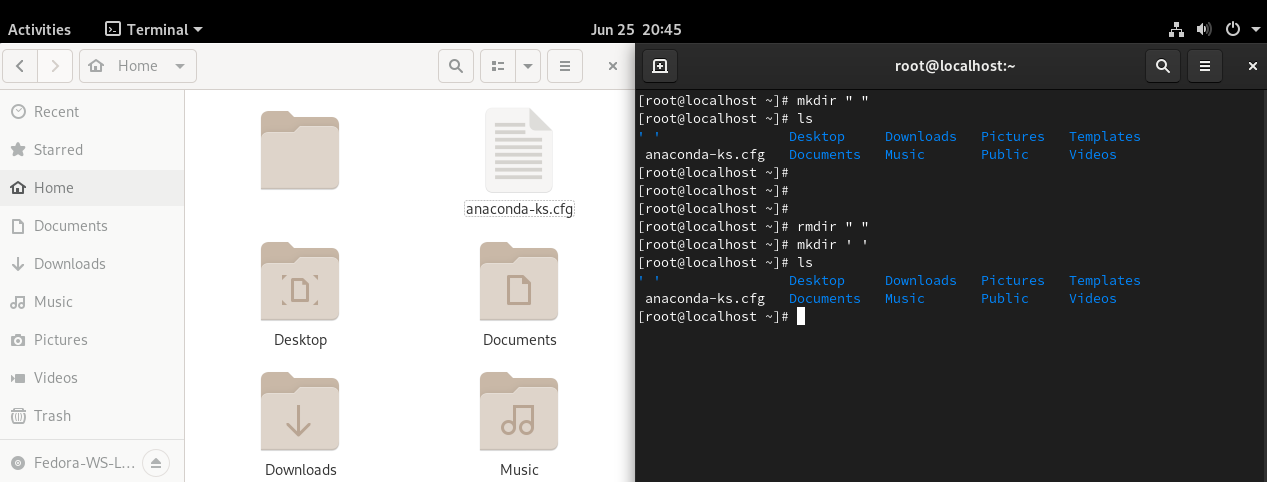 Activities
Terminal
Jun 25 20:45
Home
root@localhost:~
Recent
Starred
Home
Documents
Downloads
Music
Pictures
Videos
Trash
Fedora-WS-L...
anaconda-ks.cfg
Desktop
Documents
Downloads
Music
[root@localhost ~]# mkdir " "
[root@localhost ~]# ls
' '                Desktop    Downloads   Pictures   Templates
 anaconda-ks.cfg   Documents   Music       Public     Videos
[root@localhost ~]#
[root@localhost ~]#
[root@localhost ~]#
[root@localhost ~]# rmdir " "
[root@localhost ~]# mkdir ' '
[root@localhost ~]# ls
' '                Desktop    Downloads   Pictures   Templates
 anaconda-ks.cfg   Documents   Music       Public     Videos
[root@localhost ~]#